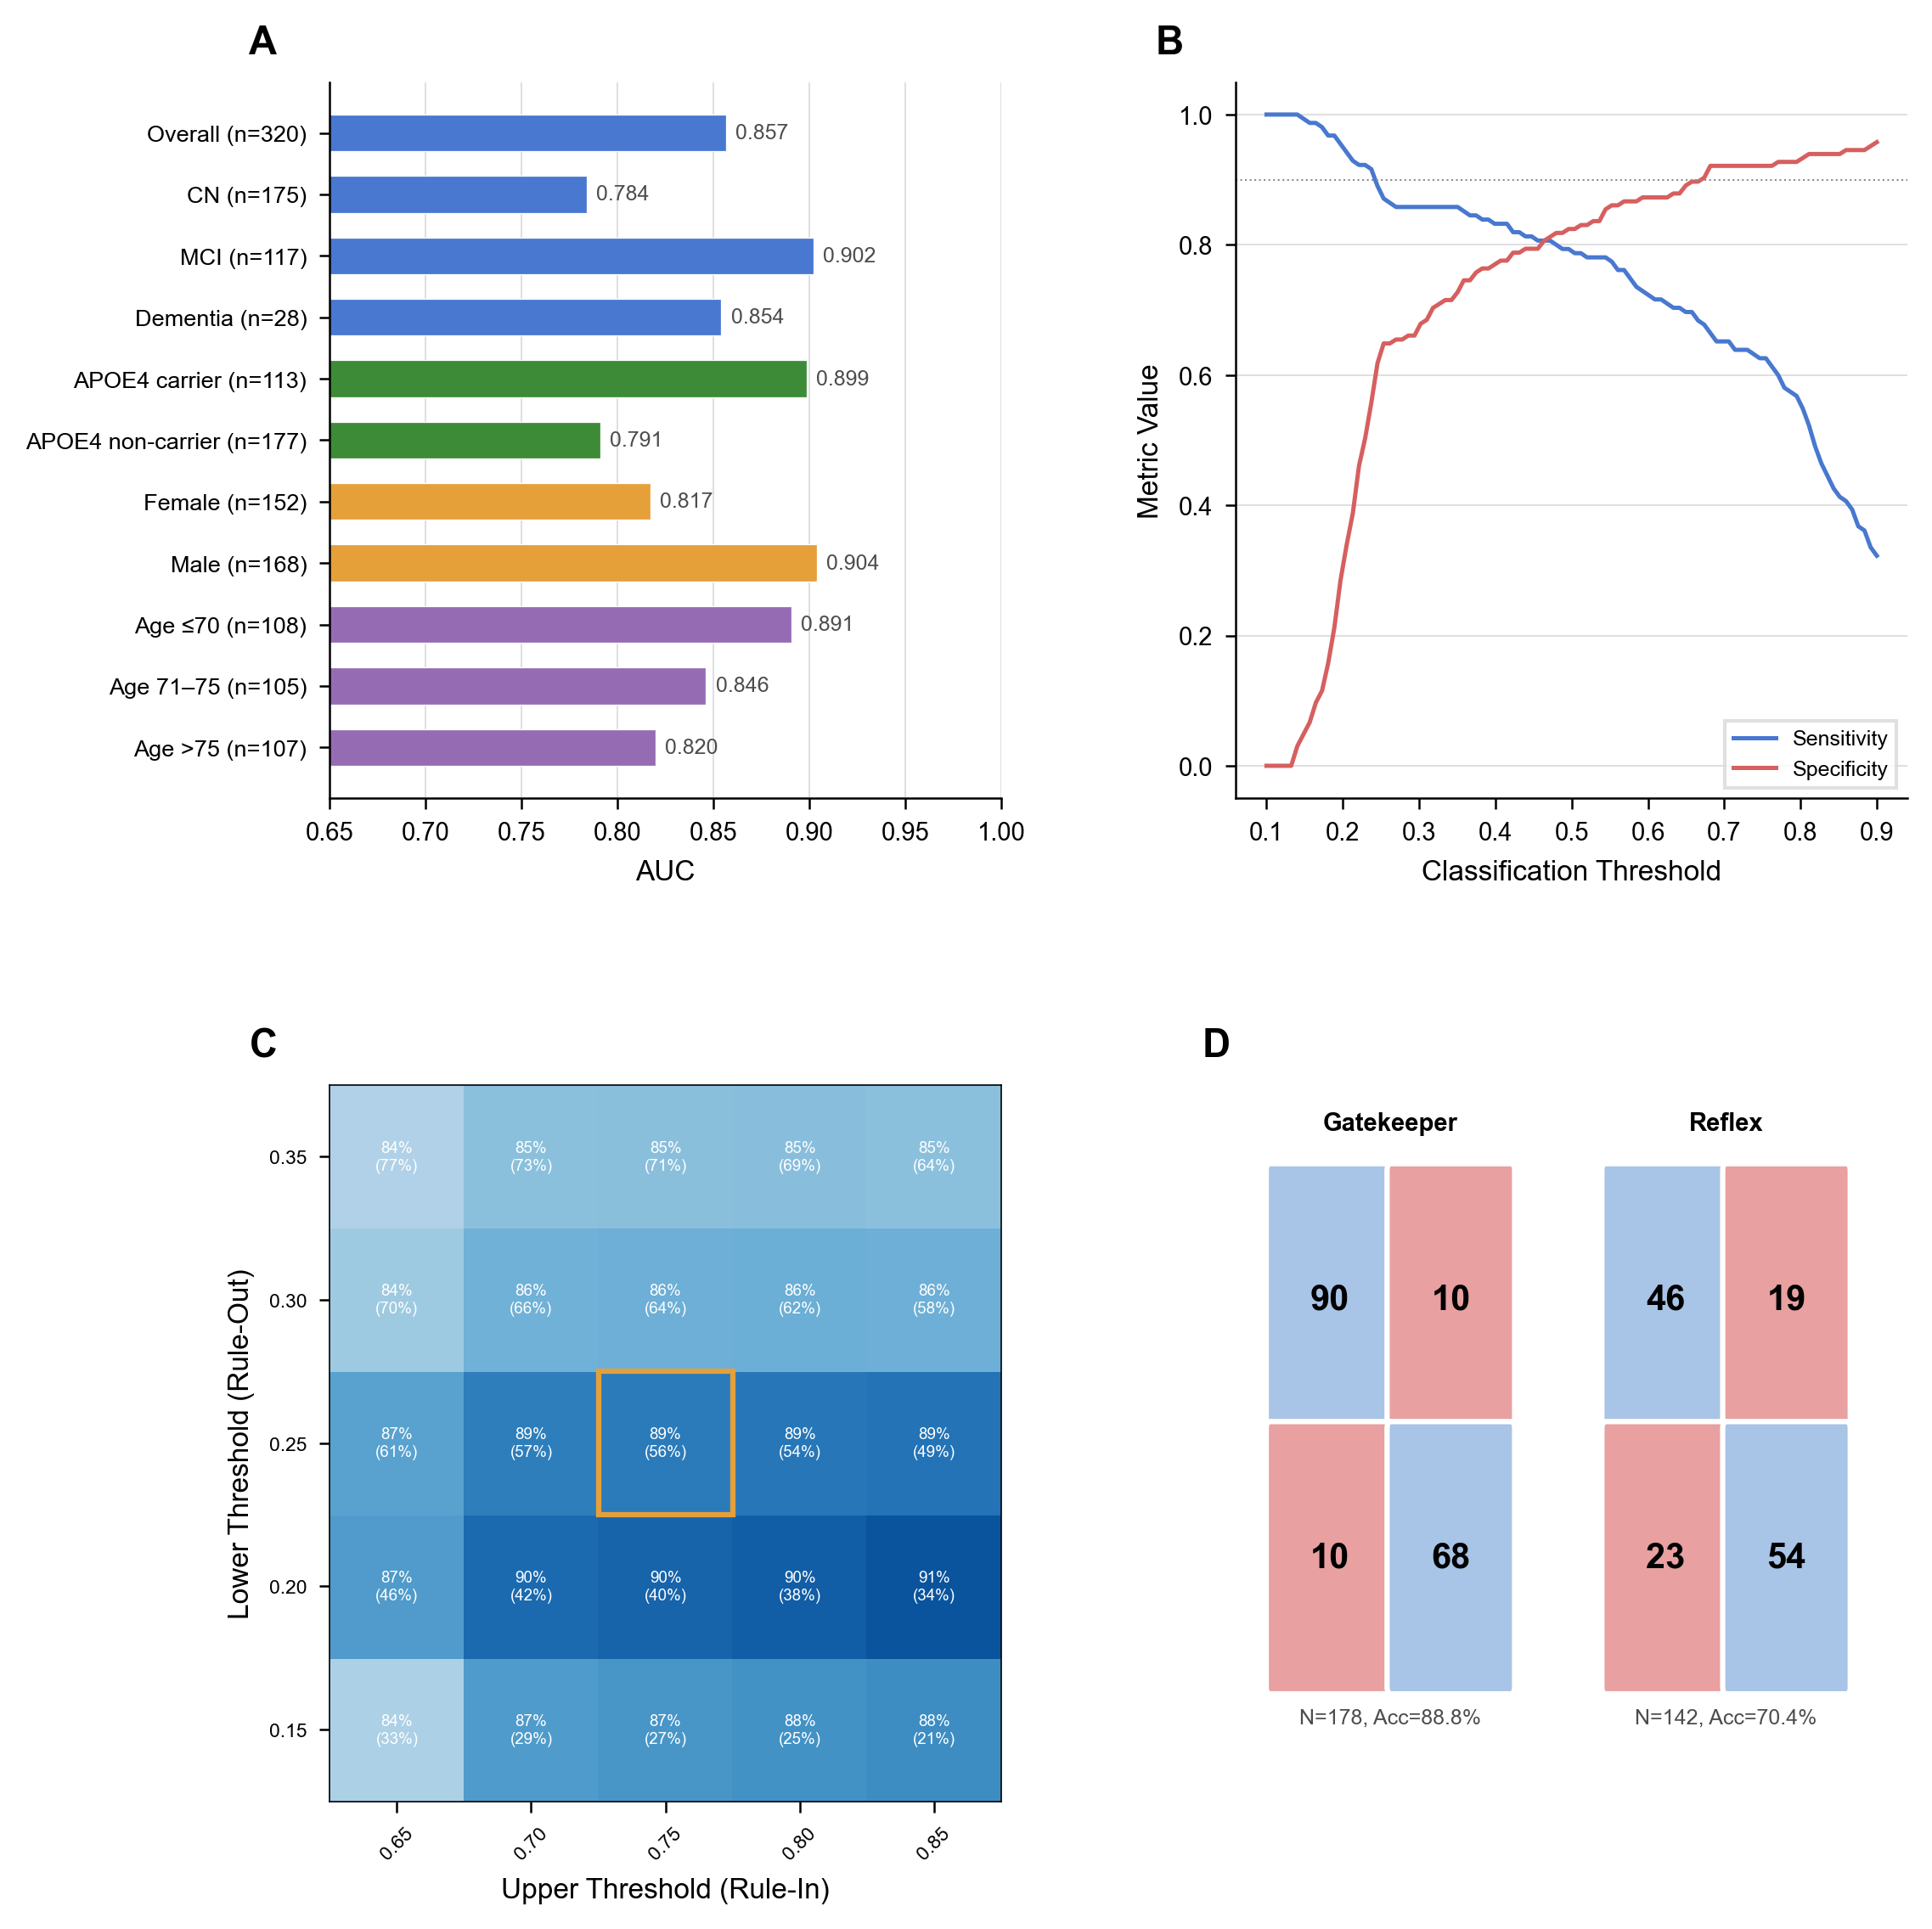 A
Overall (n=320)
0.857
CN (n=175)
0.784
MCI (n=117)
0.902
Dementia (n=28)
0.854
APOE4 carrier (n=113)
0.899
APOE4 non-carrier (n=177)
0.791
Female (n=152)
0.817
Male (n=168)
0.904
Age ≤70 (n=108)
0.891
Age 71–75 (n=105)
0.846
Age >75 (n=107)
0.820
0.65 0.70 0.75 0.80 0.85 0.90 0.95 1.00
AUC
B
Metric Value
1.0
0.8
0.6
0.4
0.2
0.0
Sensitivity
Specificity
0.1 0.2 0.3 0.4 0.5 0.6 0.7 0.8 0.9
Classification Threshold
C
Lower Threshold (Rule-Out)
0.35
84% 85% 85% 85% 85%
(77%) (73%) (71%) (69%) (64%)
0.30
84% 86% 86% 86% 86%
(70%) (66%) (64%) (62%) (58%)
0.25
87% 89% 89% 89% 89%
(61%) (57%) (56%) (54%) (49%)
0.20
87% 90% 90% 90% 91%
(46%) (42%) (40%) (38%) (34%)
0.15
84% 87% 87% 88% 88%
(33%) (29%) (27%) (25%) (21%)
0.65 0.70 0.75 0.80 0.85
Upper Threshold (Rule-In)
D
Gatekeeper
90 10
10 68
N=178, Acc=88.8%
Reflex
46 19
23 54
N=142, Acc=70.4%